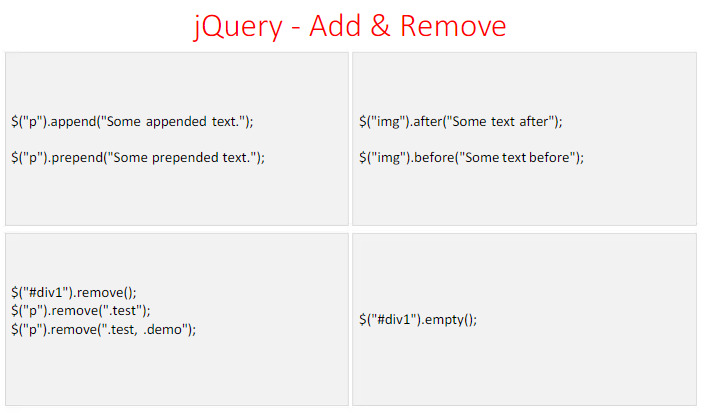 jQuery - Add & Remove
$("p").append("Some appended text.");
$("p").prepend("Some prepended text.");
$("img").after("Some text after");
$("img").before("Some text before");
$("#div1").remove();
$("p").remove(".test");
$("p").remove(".test, .demo");
$("#div1").empty();